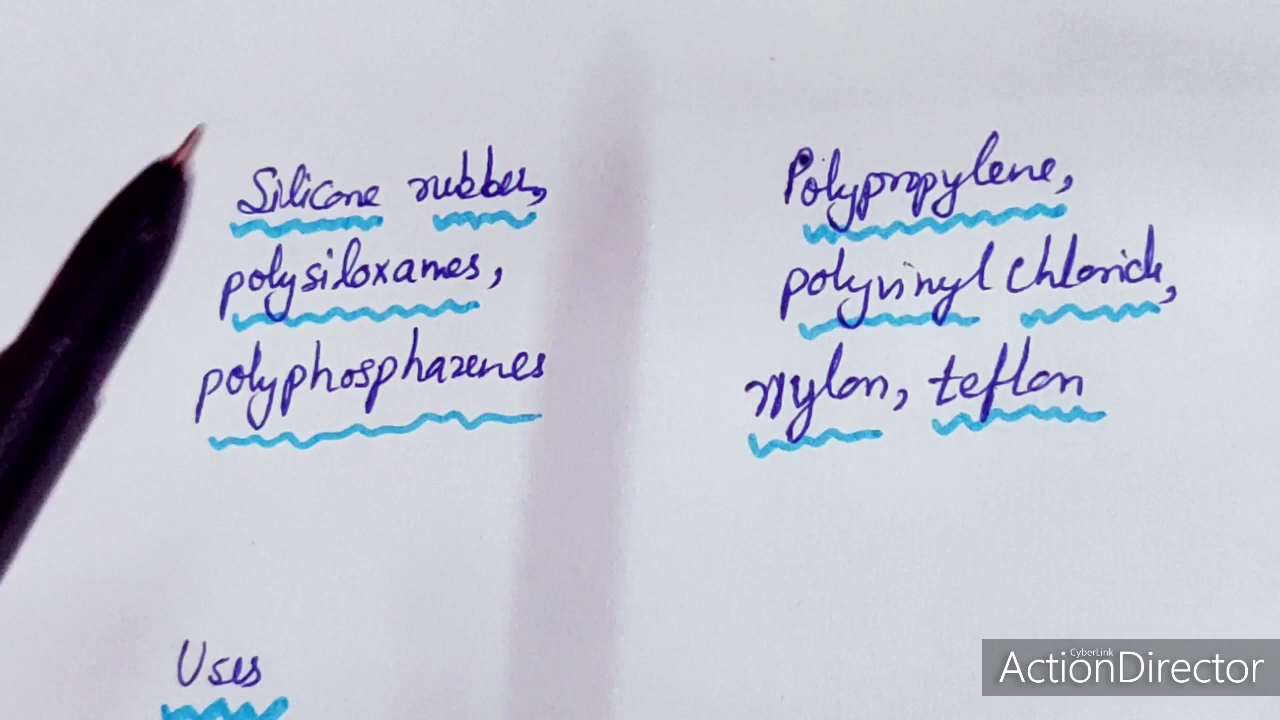 Silicone rubber,
polysiloxanes,
polyphosphazenes
Polypropylene,
polyvinyl chloride,
nylon, teflon
Uses
CyberLink
ActionDirector